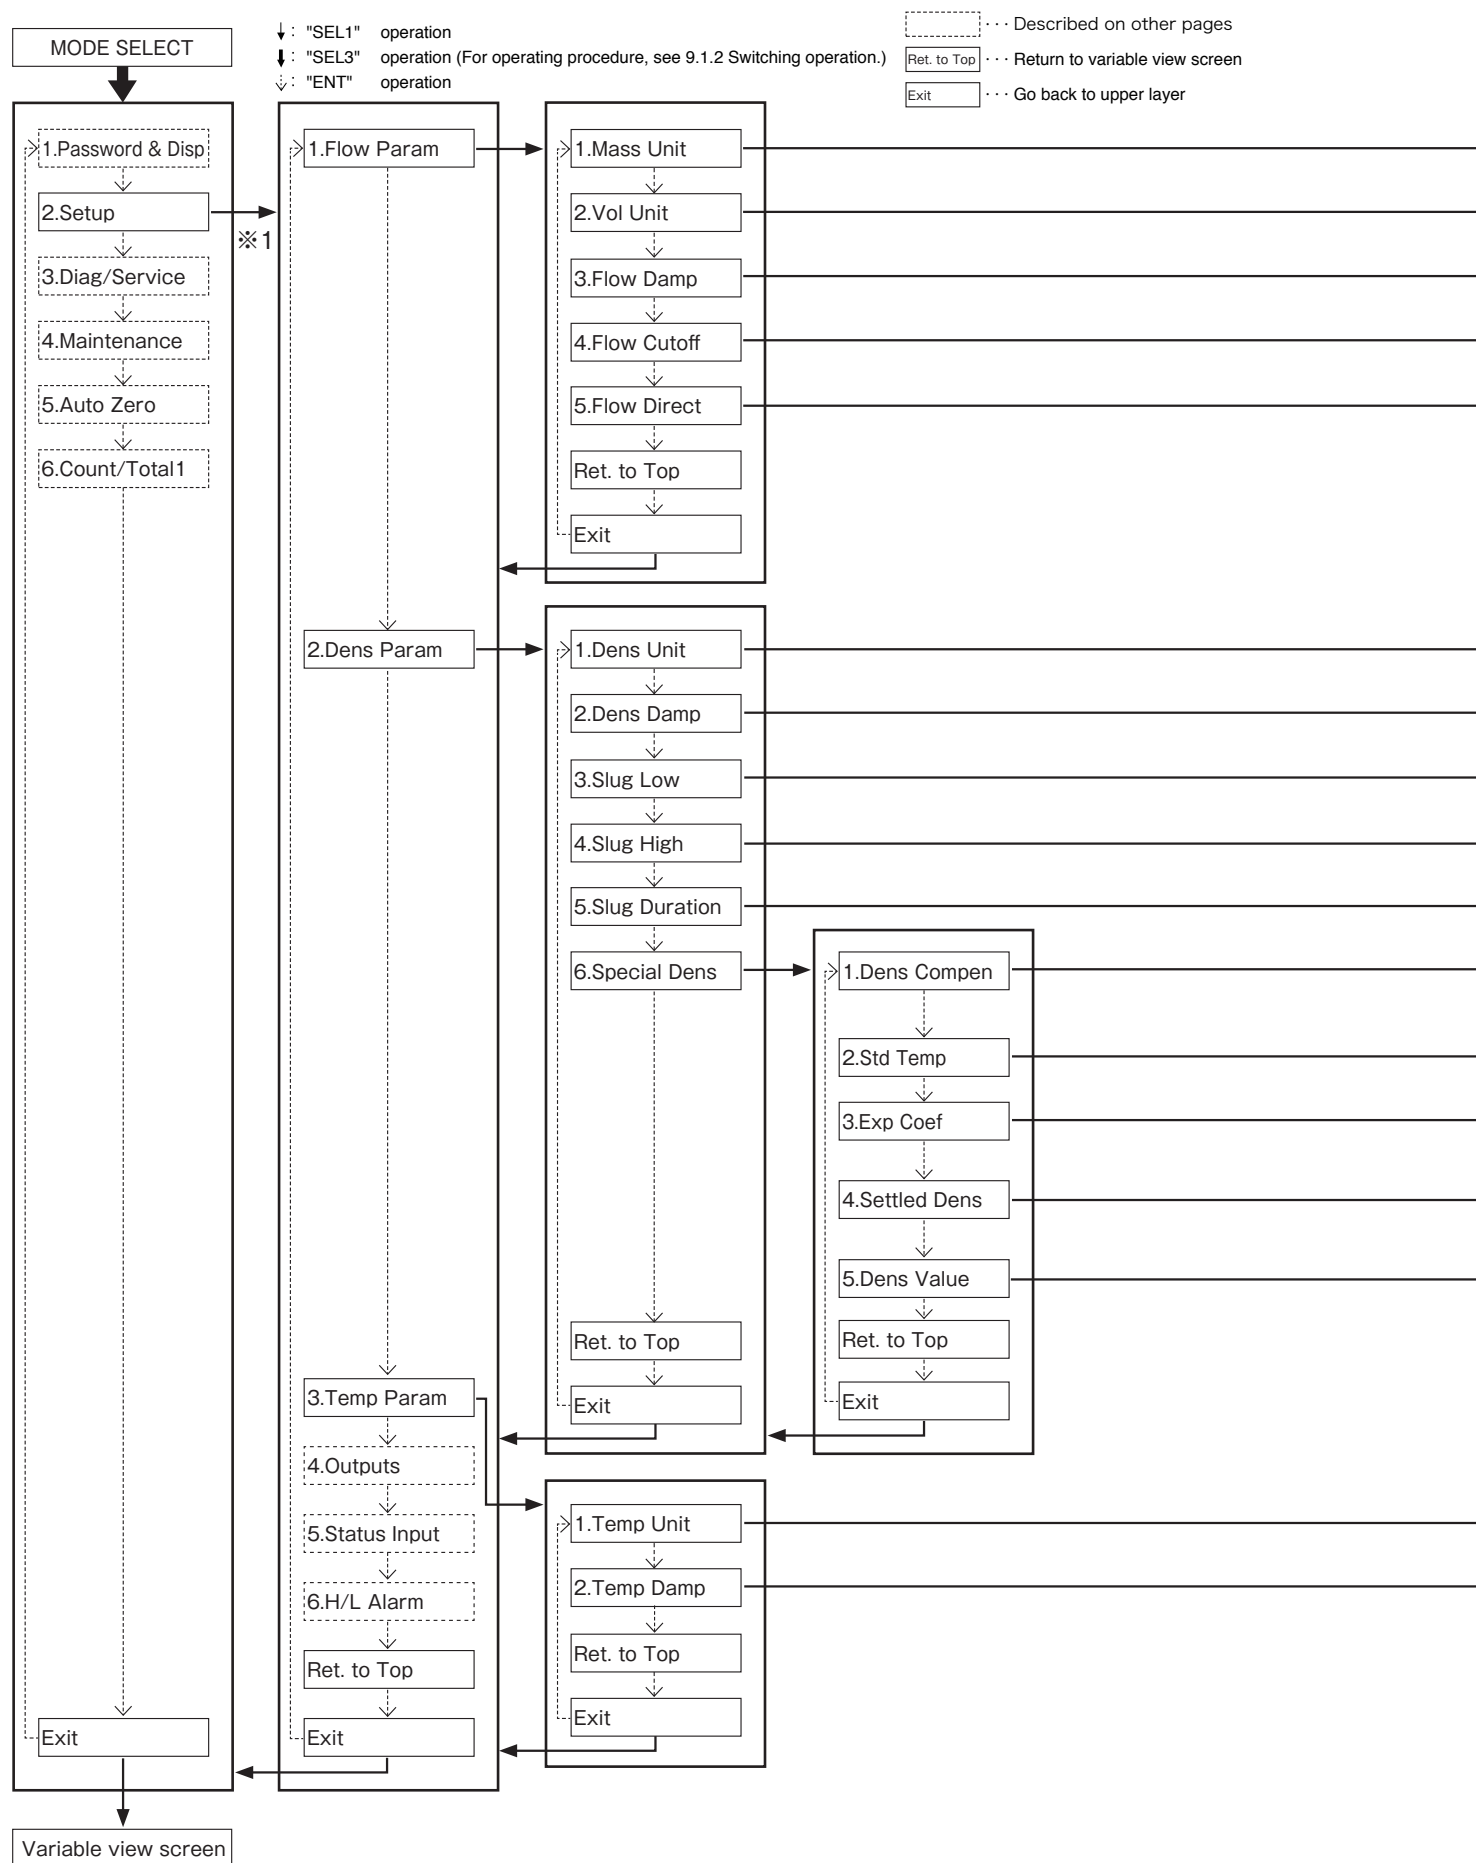 MODE SELECT
↓ : "SEL1" operation
⬇ : "SEL3" operation (For operating procedure, see 9.1.2 Switching operation.)
⇣ : "ENT" operation
··· Described on other pages
Ret. to Top ··· Return to variable view screen
Exit ··· Go back to upper layer
1.Password & Disp
2.Setup
※1
3.Diag/Service
4.Maintenance
5.Auto Zero
6.Count/Total1
Exit
Variable view screen
1.Flow Param
2.Dens Param
3.Temp Param
4.Outputs
5.Status Input
6.H/L Alarm
Ret. to Top
Exit
1.Mass Unit
2.Vol Unit
3.Flow Damp
4.Flow Cutoff
5.Flow Direct
Ret. to Top
Exit
1.Dens Unit
2.Dens Damp
3.Slug Low
4.Slug High
5.Slug Duration
6.Special Dens
Ret. to Top
Exit
1.Dens Compen
2.Std Temp
3.Exp Coef
4.Settled Dens
5.Dens Value
Ret. to Top
Exit
1.Temp Unit
2.Temp Damp
Ret. to Top
Exit